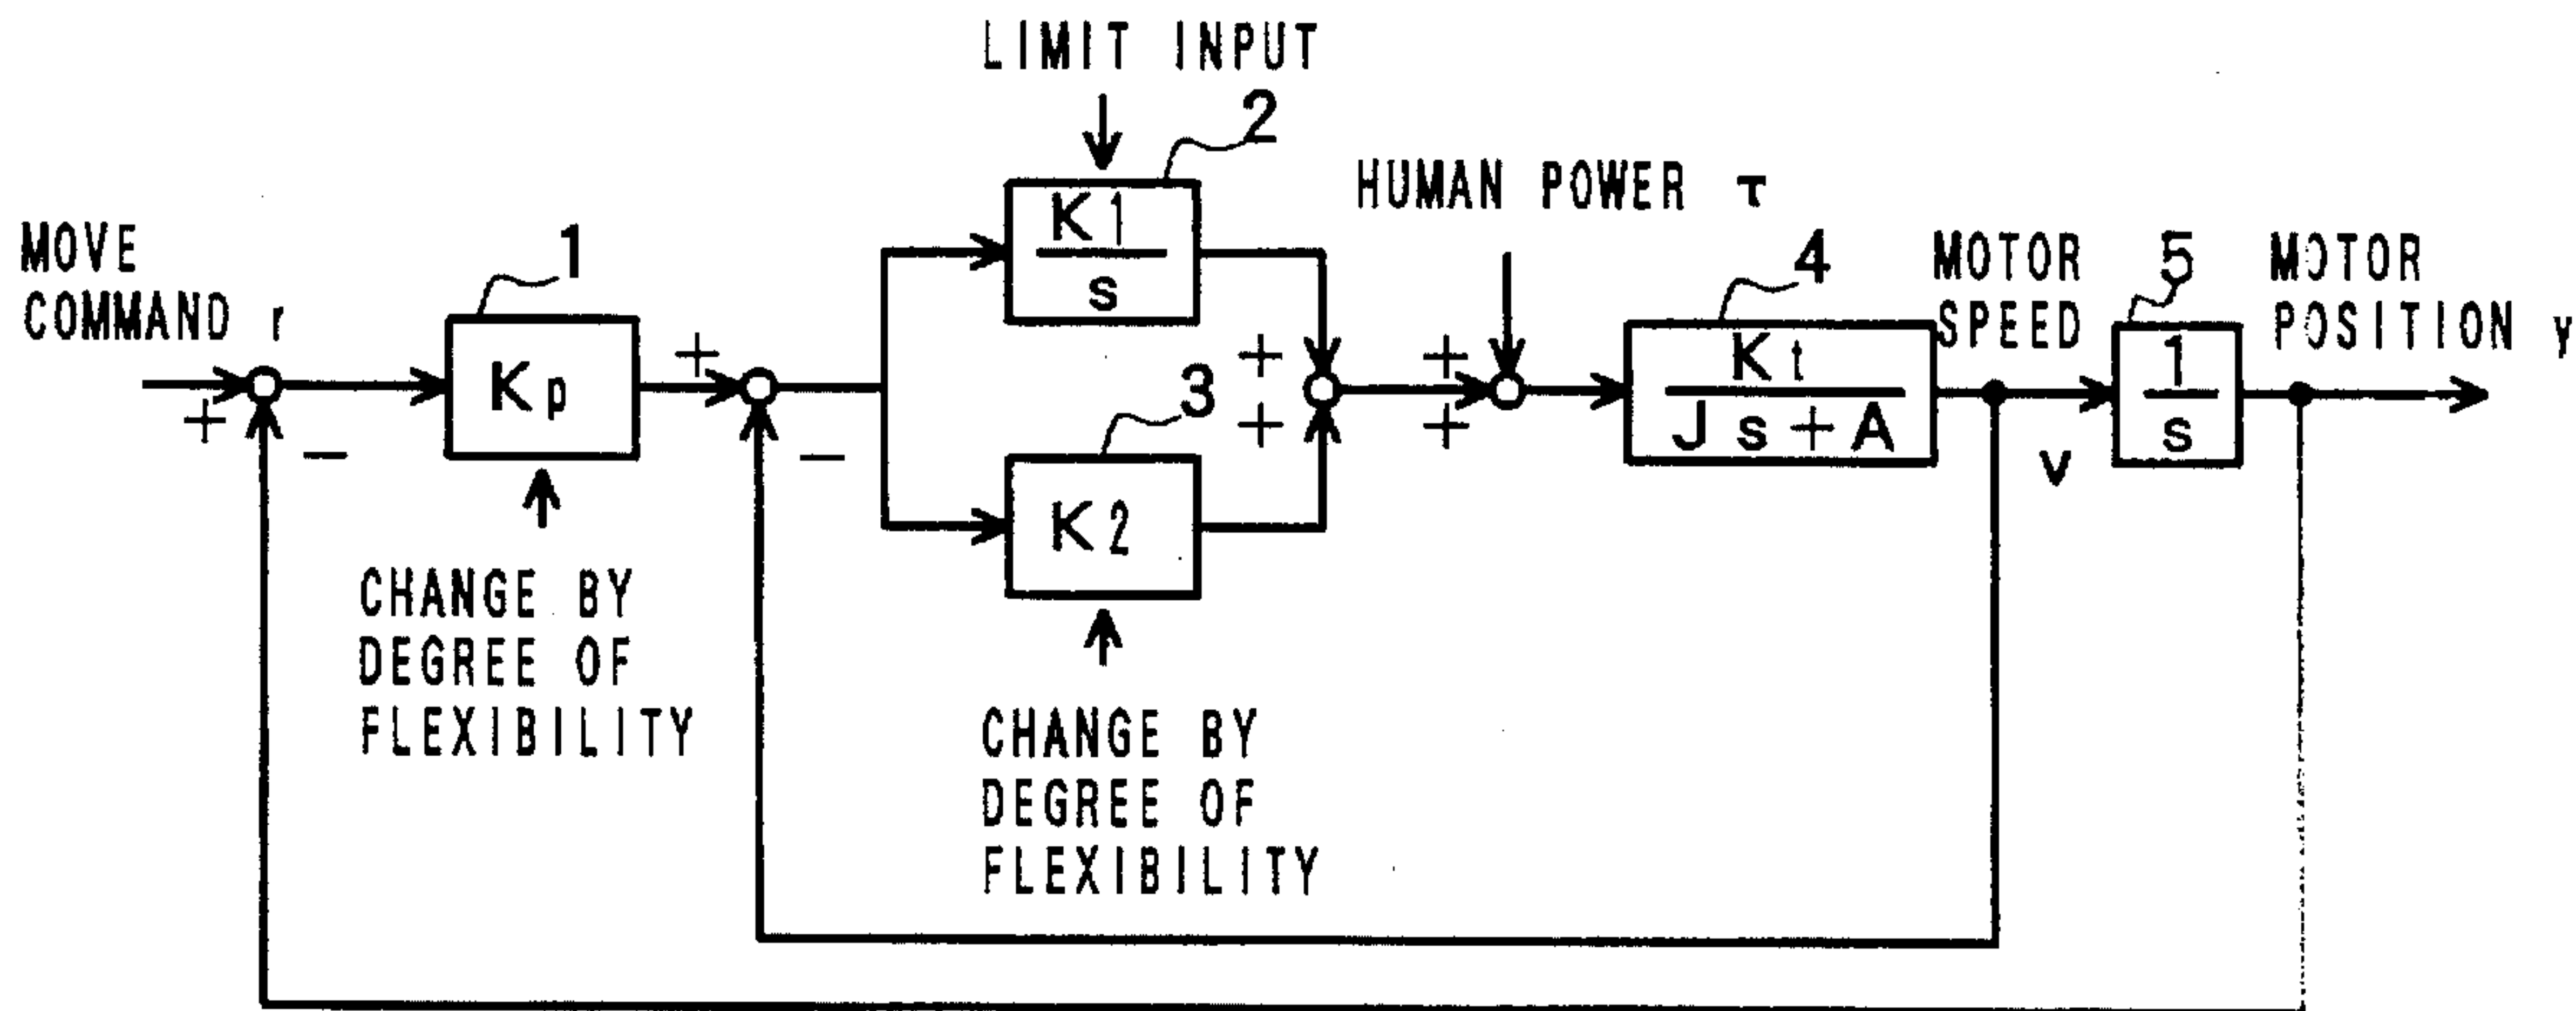 LIMIT INPUT
2
K1
s
HUMAN POWER τ
MOVE
COMMAND r
1
+
−
Kp
CHANGE BY
DEGREE OF
FLEXIBILITY
+
−
3
K2
CHANGE BY
DEGREE OF
FLEXIBILITY
+
+
+
+
4
Kt
Js+A
MOTOR
SPEED
v
5
1
s
MOTOR
POSITION y